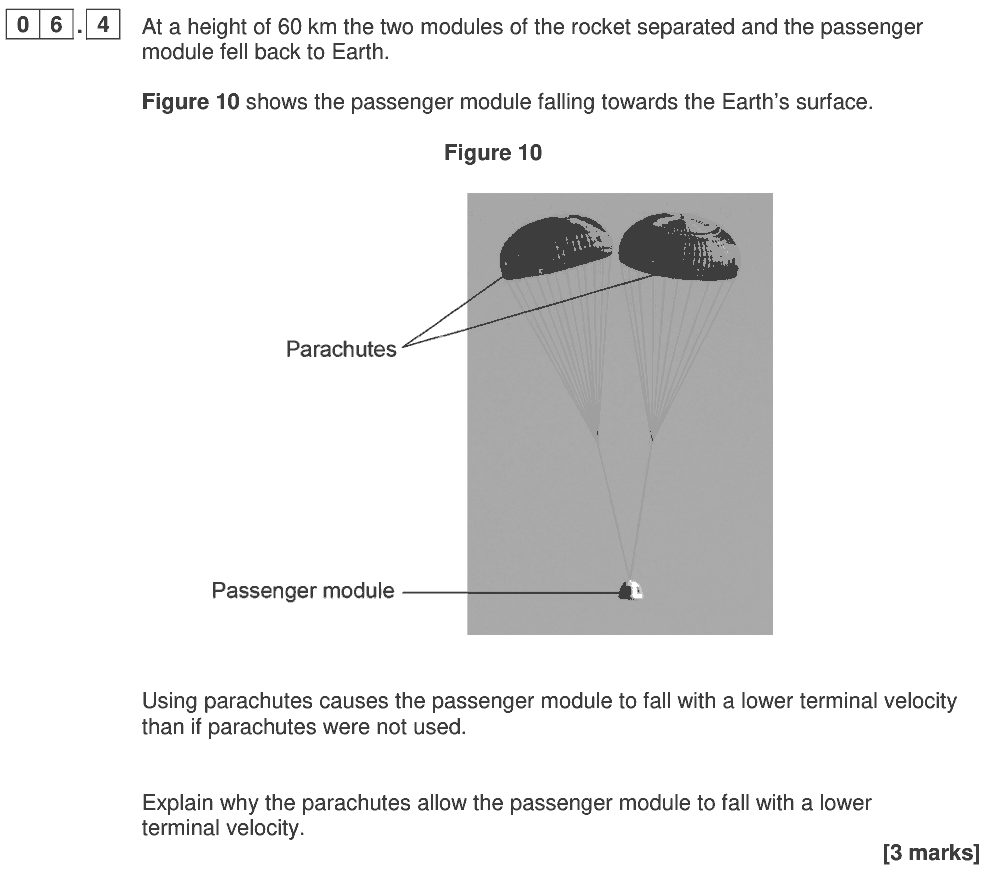 0 6 . 4 At a height of 60 km the two modules of the rocket separated and the passenger
module fell back to Earth.
Figure 10 shows the passenger module falling towards the Earth's surface.
Figure 10
Parachutes
Passenger module
Using parachutes causes the passenger module to fall with a lower terminal velocity
than if parachutes were not used.
Explain why the parachutes allow the passenger module to fall with a lower
terminal velocity.
[3 marks]